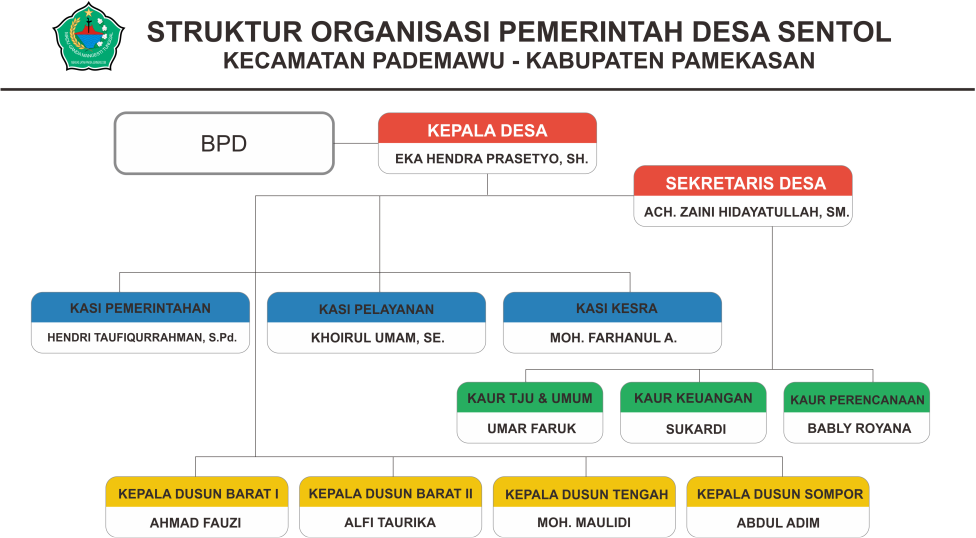 STRUKTUR ORGANISASI PEMERINTAH DESA SENTOL
KECAMATAN PADEMAWU - KABUPATEN PAMEKASAN
BPD
KEPALA DESA
EKA HENDRA PRASETYO, SH.
SEKRETARIS DESA
ACH. ZAINI HIDAYATULLAH, SM.
KASI PEMERINTAHAN
HENDRI TAUFIQURRAHMAN, S.Pd.
KASI PELAYANAN
KHOIRUL UMAM, SE.
KASI KESRA
MOH. FARHANUL A.
KAUR TJU & UMUM
UMAR FARUK
KAUR KEUANGAN
SUKARDI
KAUR PERENCANAAN
BABLY ROYANA
KEPALA DUSUN BARAT I
AHMAD FAUZI
KEPALA DUSUN BARAT II
ALFI TAURIKA
KEPALA DUSUN TENGAH
MOH. MAULIDI
KEPALA DUSUN SOMPOR
ABDUL ADIM